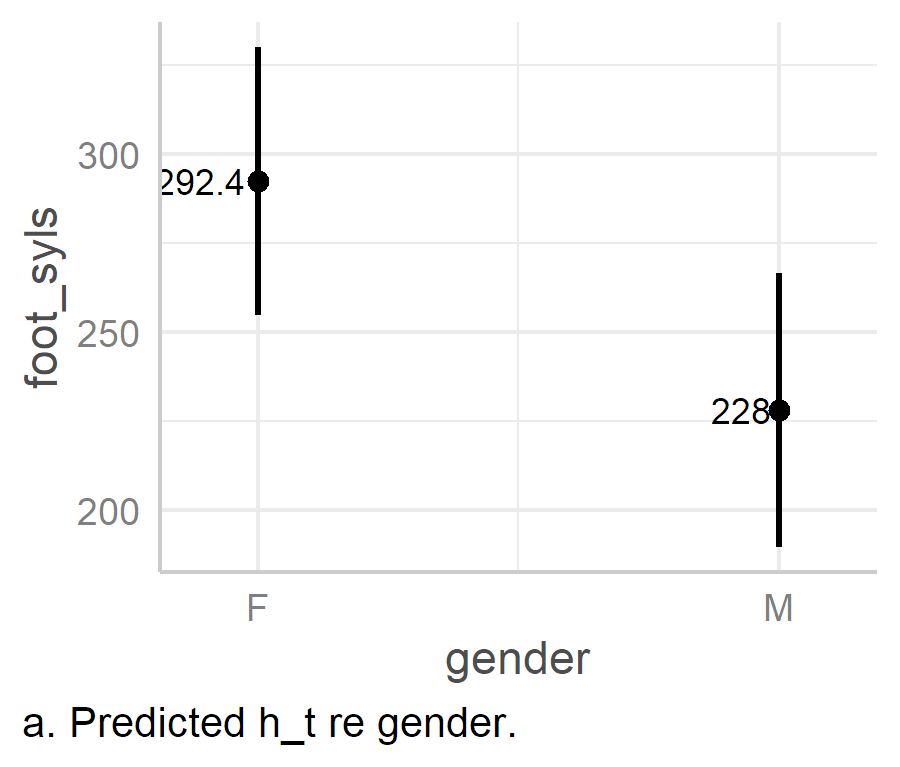 foot_syls
300
250
200
292.4
228
F
M
gender
a. Predicted h_t re gender.